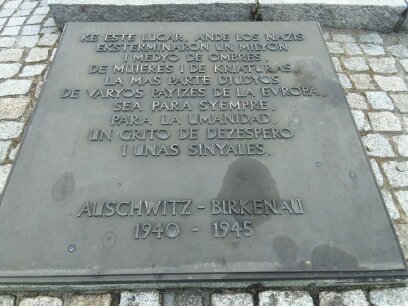 KE ESTE LUGAR, ANDE LOS NAZIS
EKSTERMINARON UN MILYON
I MEDYO DE OMBRES,
DE MUJERES I DE KRIATURAS,
LA MAS PARTE DJUDYOS
DE VARYOS PAYIZES DE LA EVROPA,
SEA PARA SYEMPRE,
PARA LA UMANIDAD,
UN GRITO DE DEZESPERO
I UNAS SINYALES.
AUSCHWITZ - BIRKENAU
1940 - 1945